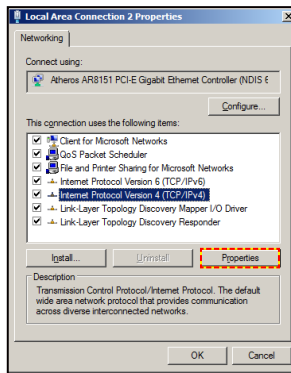 Local Area Connection 2 Properties
Networking
Connect using:
Atheros AR8151 PCI-E Gigabit Ethernet Controller (NDIS 6
Configure...
This connection uses the following items:
Client for Microsoft Networks
QoS Packet Scheduler
File and Printer Sharing for Microsoft Networks
Internet Protocol Version 6 (TCP/IPv6)
Internet Protocol Version 4 (TCP/IPv4)
Link-Layer Topology Discovery Mapper I/O Driver
Link-Layer Topology Discovery Responder
Install...
Uninstall
Properties
Description
Transmission Control Protocol/Internet Protocol. The default
wide area network protocol that provides communication
across diverse interconnected networks.
OK
Cancel